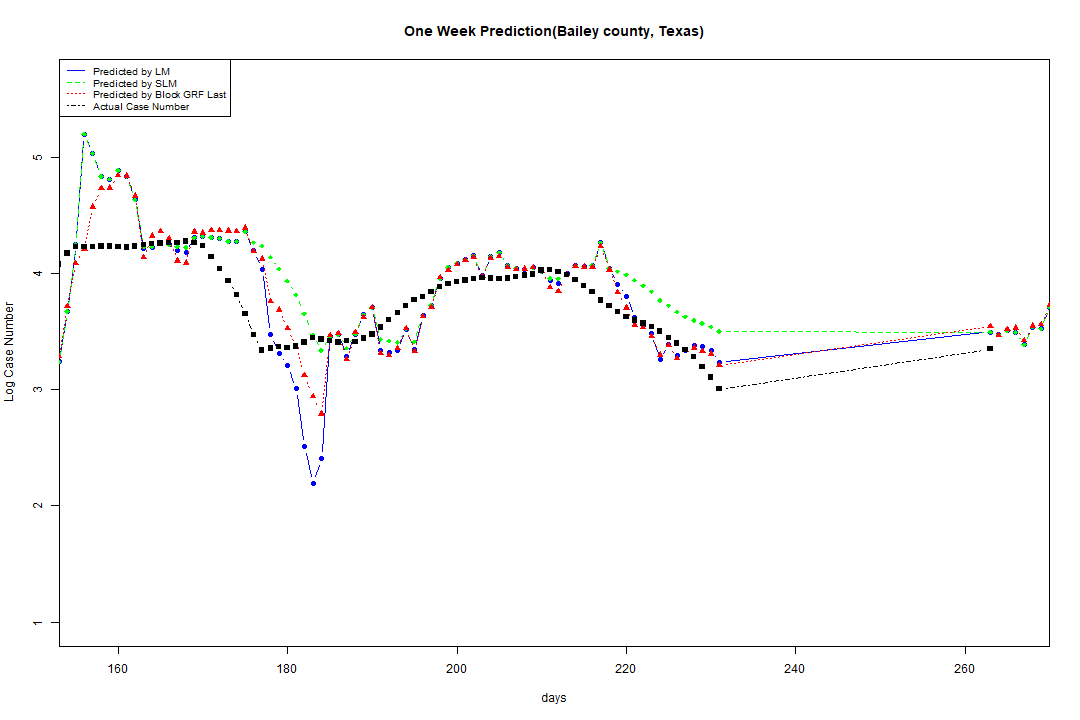 One Week Prediction(Bailey county, Texas)
Predicted by LM
Predicted by SLM
Predicted by Block GRF Last
Actual Case Number
5
4
3
2
1
Log Case Number
160 180 200 220 240 260
days